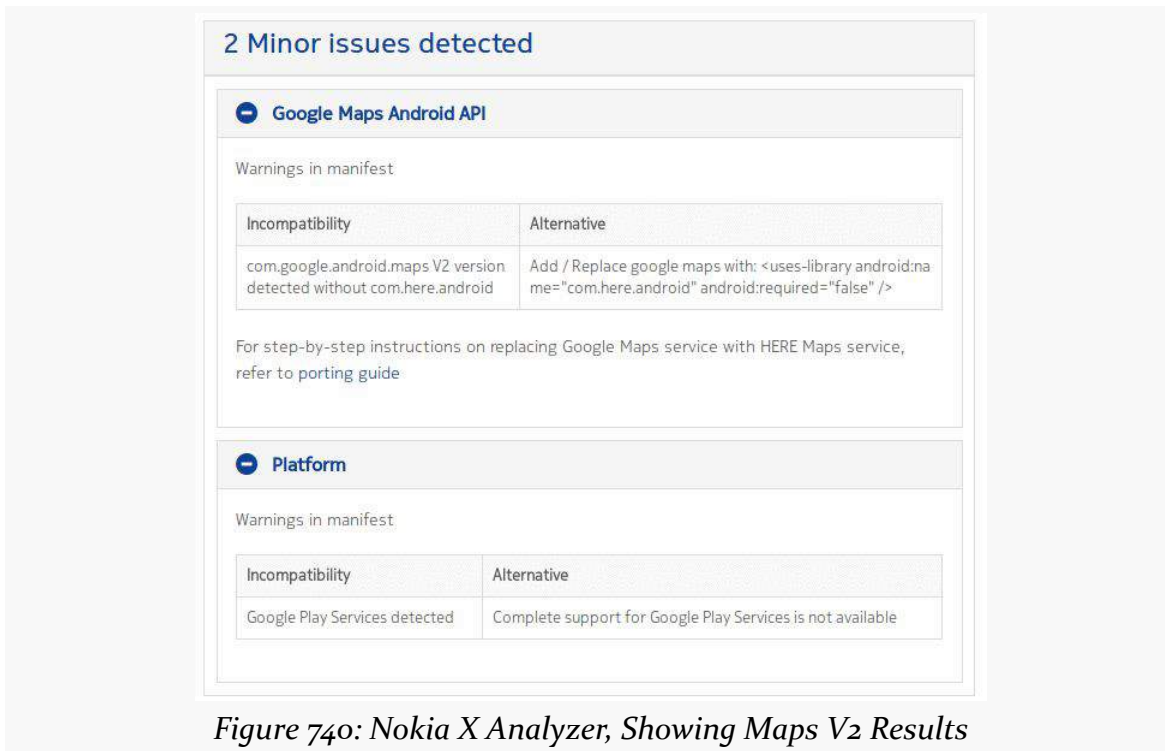 2 Minor issues detected
Google Maps Android API
Warnings in manifest
Incompatibility
Alternative
com.google.android.maps V2 version
detected without com.here.android
Add / Replace google maps with: <uses-library android:na
me="com.here.android" android:required="false" />
For step-by-step instructions on replacing Google Maps service with HERE Maps service,
refer to porting guide
Platform
Warnings in manifest
Incompatibility
Alternative
Google Play Services detected
Complete support for Google Play Services is not available
Figure 740: Nokia X Analyzer, Showing Maps V2 Results